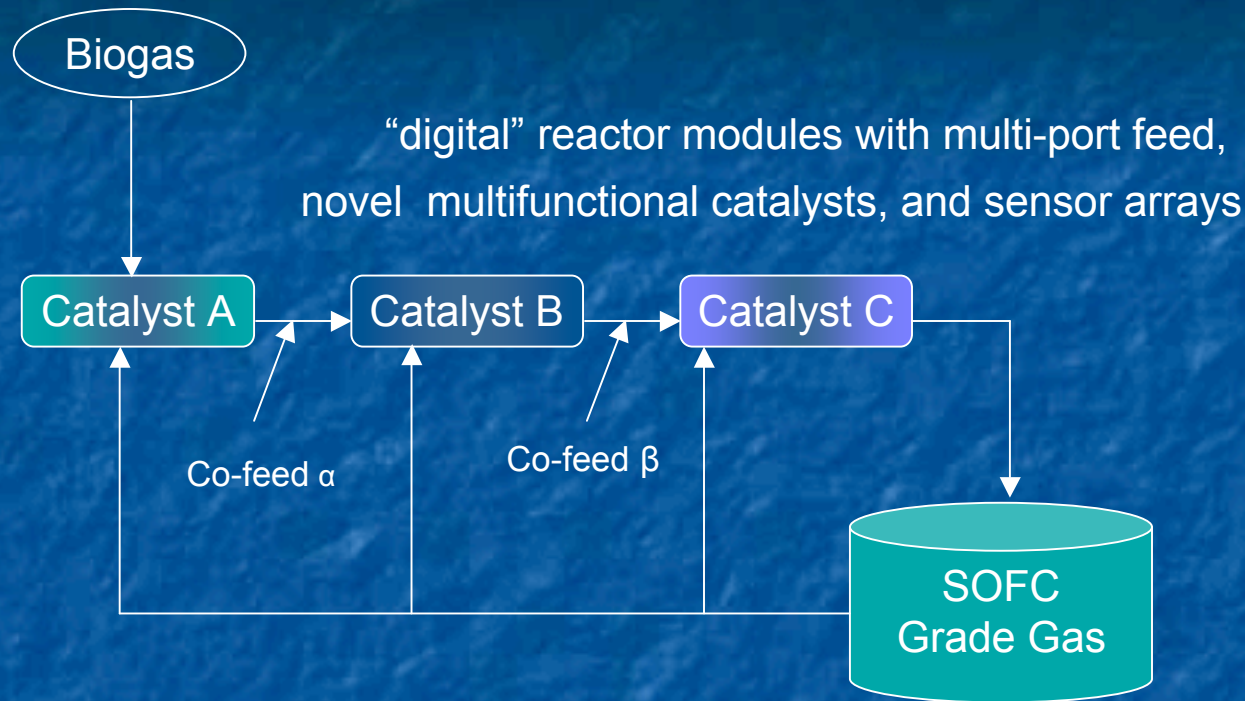 Biogas
“digital” reactor modules with multi-port feed,
novel multifunctional catalysts, and sensor arrays
Catalyst A
Catalyst B
Catalyst C
Co-feed α
Co-feed β
SOFC
Grade Gas